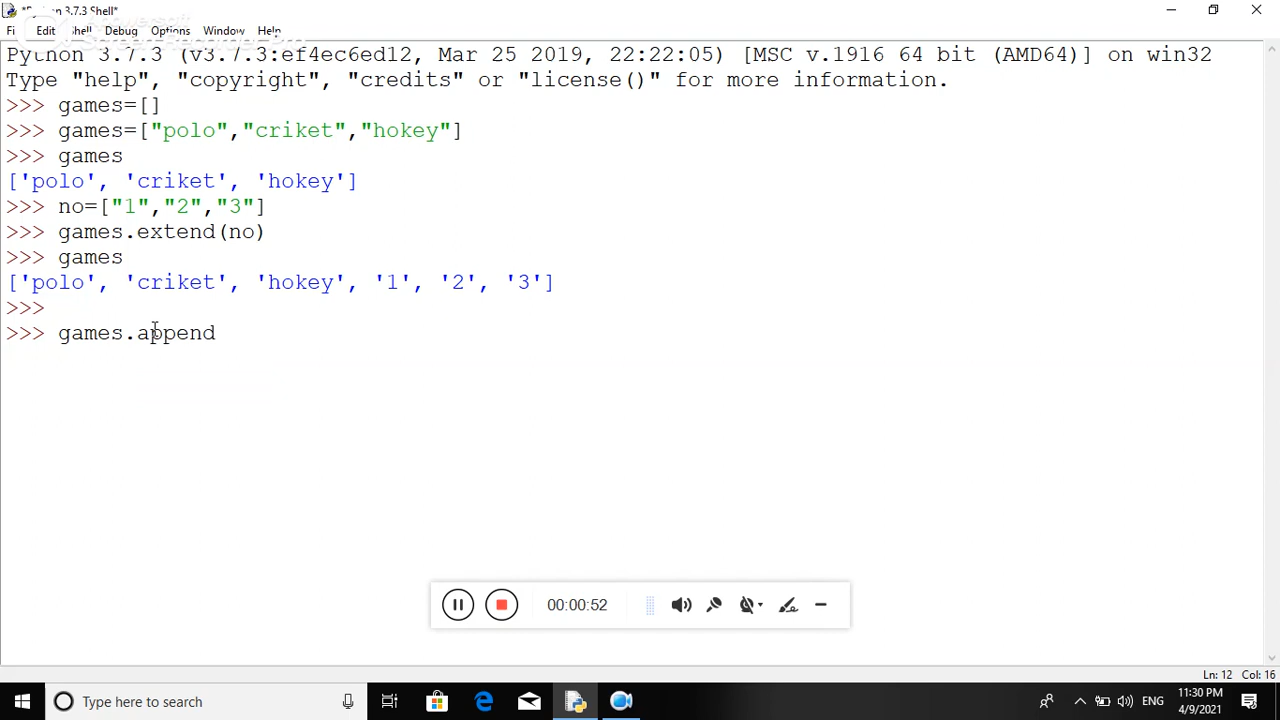 *Python 3.7.3 Shell*
Edit Shell Debug Options Window Help
Python 3.7.3 (v3.7.3:ef4ec6ed12, Mar 25 2019, 22:22:05) [MSC v.1916 64 bit (AMD64)] on win32
Type "help", "copyright", "credits" or "license()" for more information.
>>> games=[]
>>> games=["polo","criket","hokey"]
>>> games
['polo', 'criket', 'hokey']
>>> no=["1","2","3"]
>>> games.extend(no)
>>> games
['polo', 'criket', 'hokey', '1', '2', '3']
>>>
>>> games.append
00:00:52
Ln: 12 Col: 16
Type here to search
ENG
11:30 PM
4/9/2021